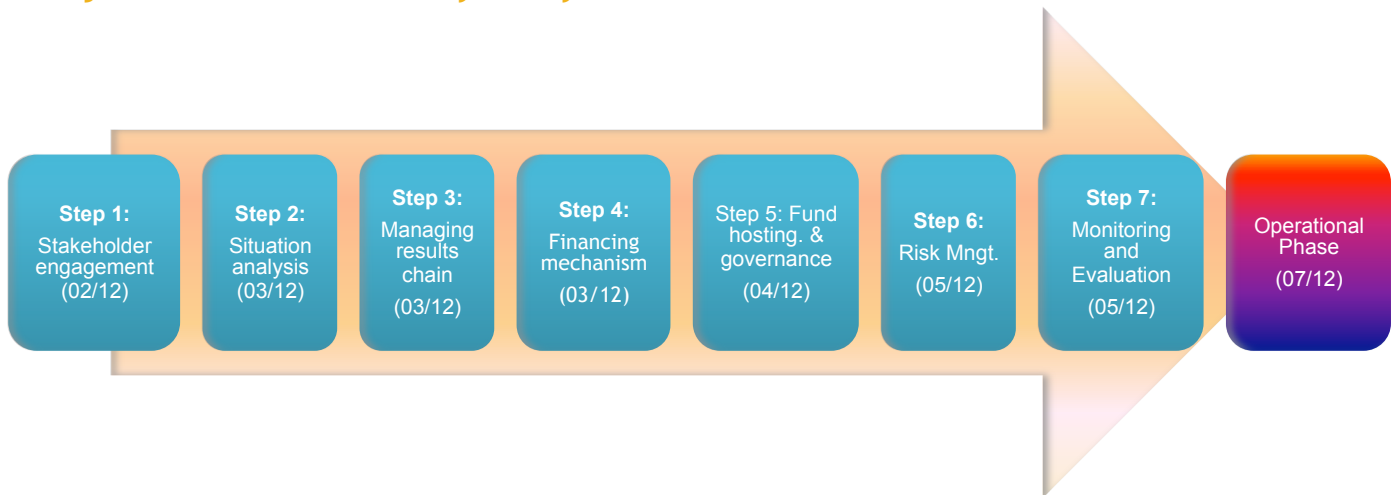 Step 1:
Stakeholder
engagement
(02/12)
Step 2:
Situation
analysis
(03/12)
Step 3:
Managing
results
chain
(03/12)
Step 4:
Financing
mechanism
(03/12)
Step 5: Fund
hosting. &
governance
(04/12)
Step 6:
Risk Mngt.
(05/12)
Step 7:
Monitoring
and
Evaluation
(05/12)
Operational
Phase
(07/12)